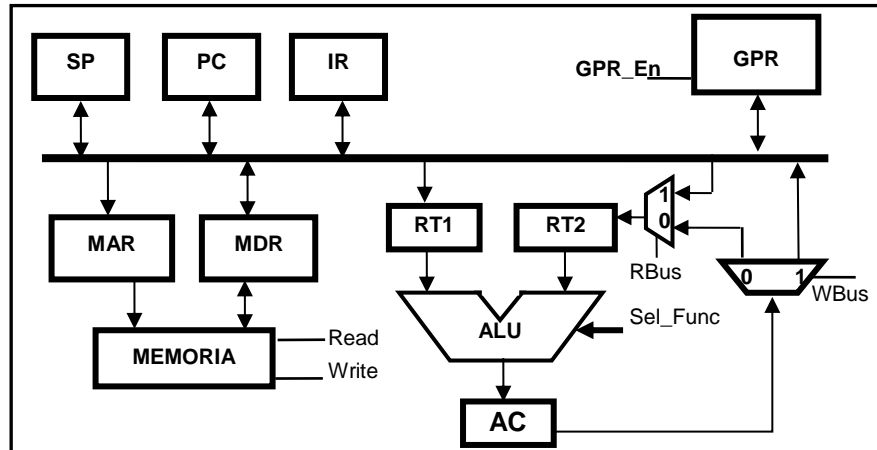 SP
PC
IR
GPR_En
GPR
MAR
MDR
RT1
RT2
1
0
RBus
0
1
WBus
ALU
Sel_Func
MEMORIA
Read
Write
AC